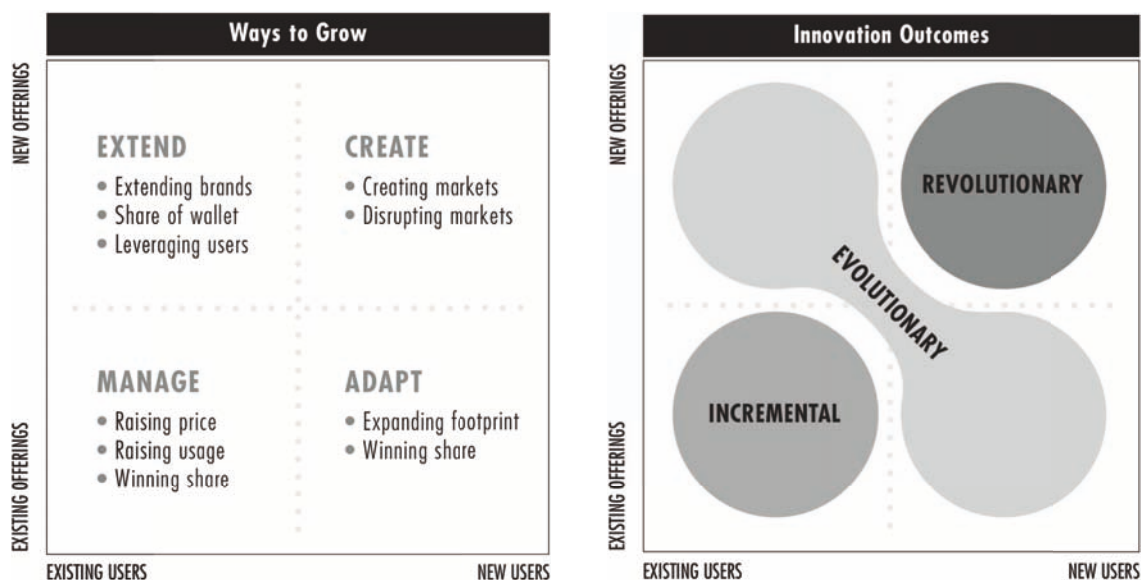 Ways to Grow
NEW OFFERINGS
EXISTING OFFERINGS
EXTEND
• Extending brands
• Share of wallet
• Leveraging users
CREATE
• Creating markets
• Disrupting markets
MANAGE
• Raising price
• Raising usage
• Winning share
ADAPT
• Expanding footprint
• Winning share
EXISTING USERS
NEW USERS
Innovation Outcomes
NEW OFFERINGS
EXISTING OFFERINGS
REVOLUTIONARY
EVOLUTIONARY
INCREMENTAL
EXISTING USERS
NEW USERS